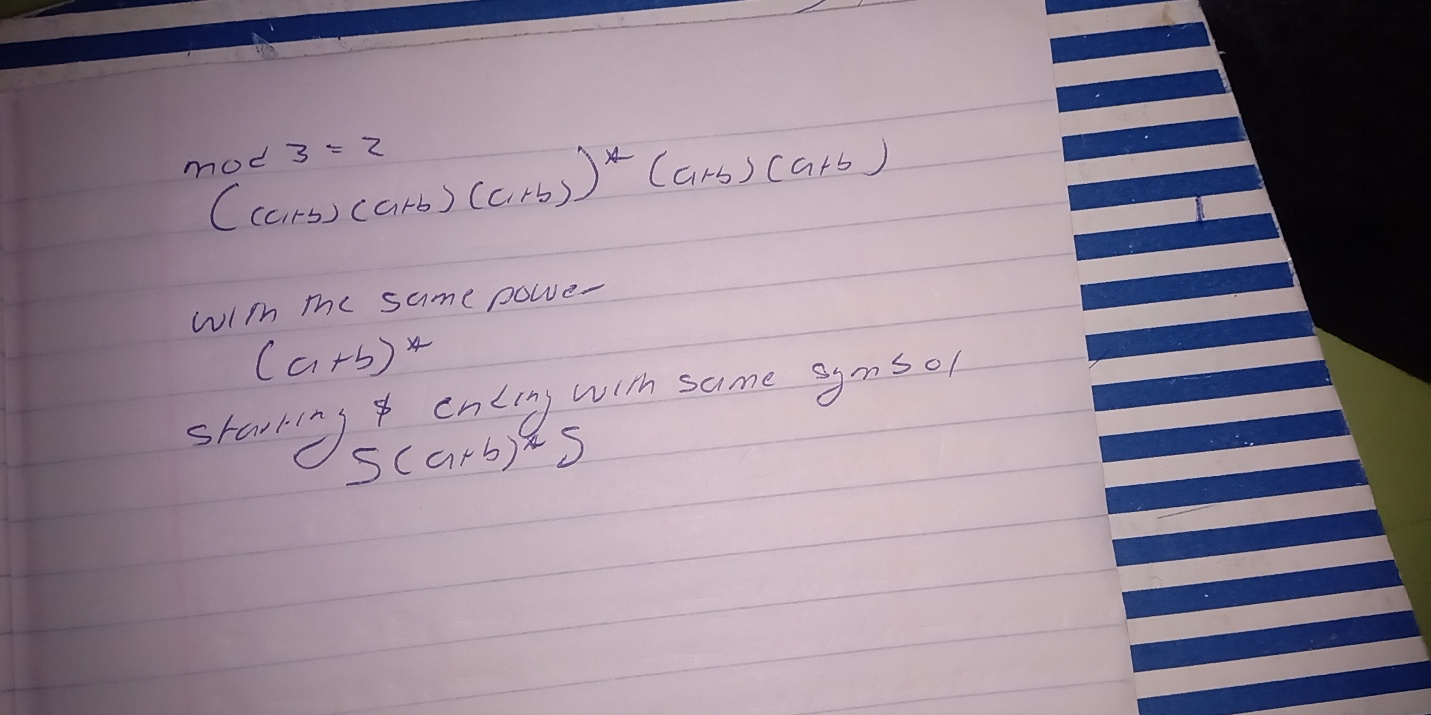 mod 3 = 2
((a+b)(a+b)(a+b))* (a+b)(a+b)
with the same power
(a+b)*
starting & ending with same symbol
S(a+b)*S